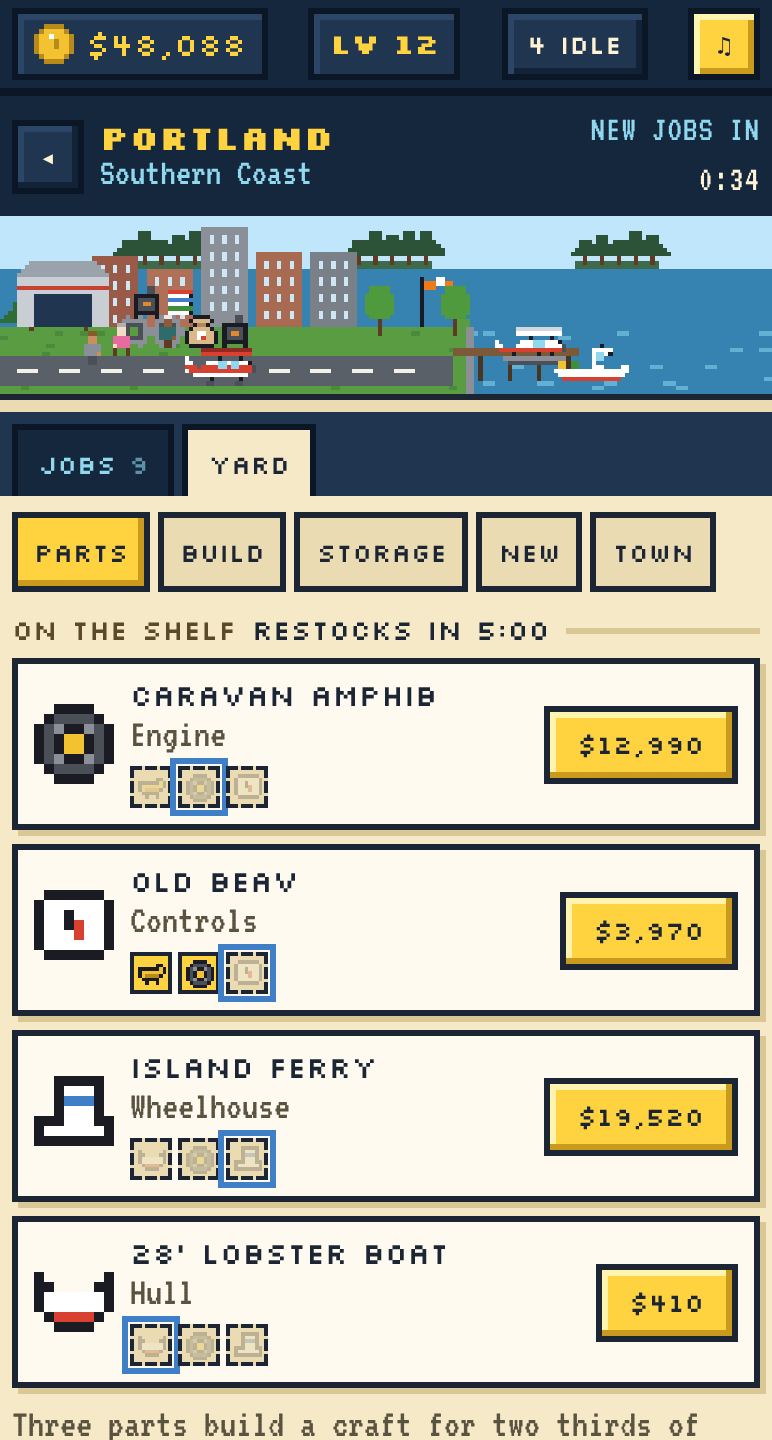 $48,088 LV 12 4 IDLE ♫
◂ PORTLAND NEW JOBS IN
Southern Coast 0:34
JOBS 9 YARD
PARTS BUILD STORAGE NEW TOWN
ON THE SHELF RESTOCKS IN 5:00
CARAVAN AMPHIB
Engine
$12,990
OLD BEAV
Controls
$3,970
ISLAND FERRY
Wheelhouse
$19,520
28' LOBSTER BOAT
Hull
$410
Three parts build a craft for two thirds of